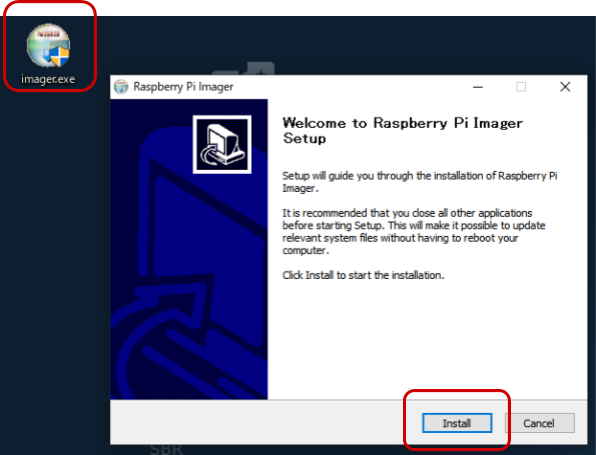 NSIS
imager.exe
Raspberry Pi Imager
Welcome to Raspberry Pi Imager
Setup
Setup will guide you through the installation of Raspberry Pi
Imager.
It is recommended that you close all other applications
before starting Setup. This will make it possible to update
relevant system files without having to reboot your
computer.
Click Install to start the installation.
Install
Cancel
SBR